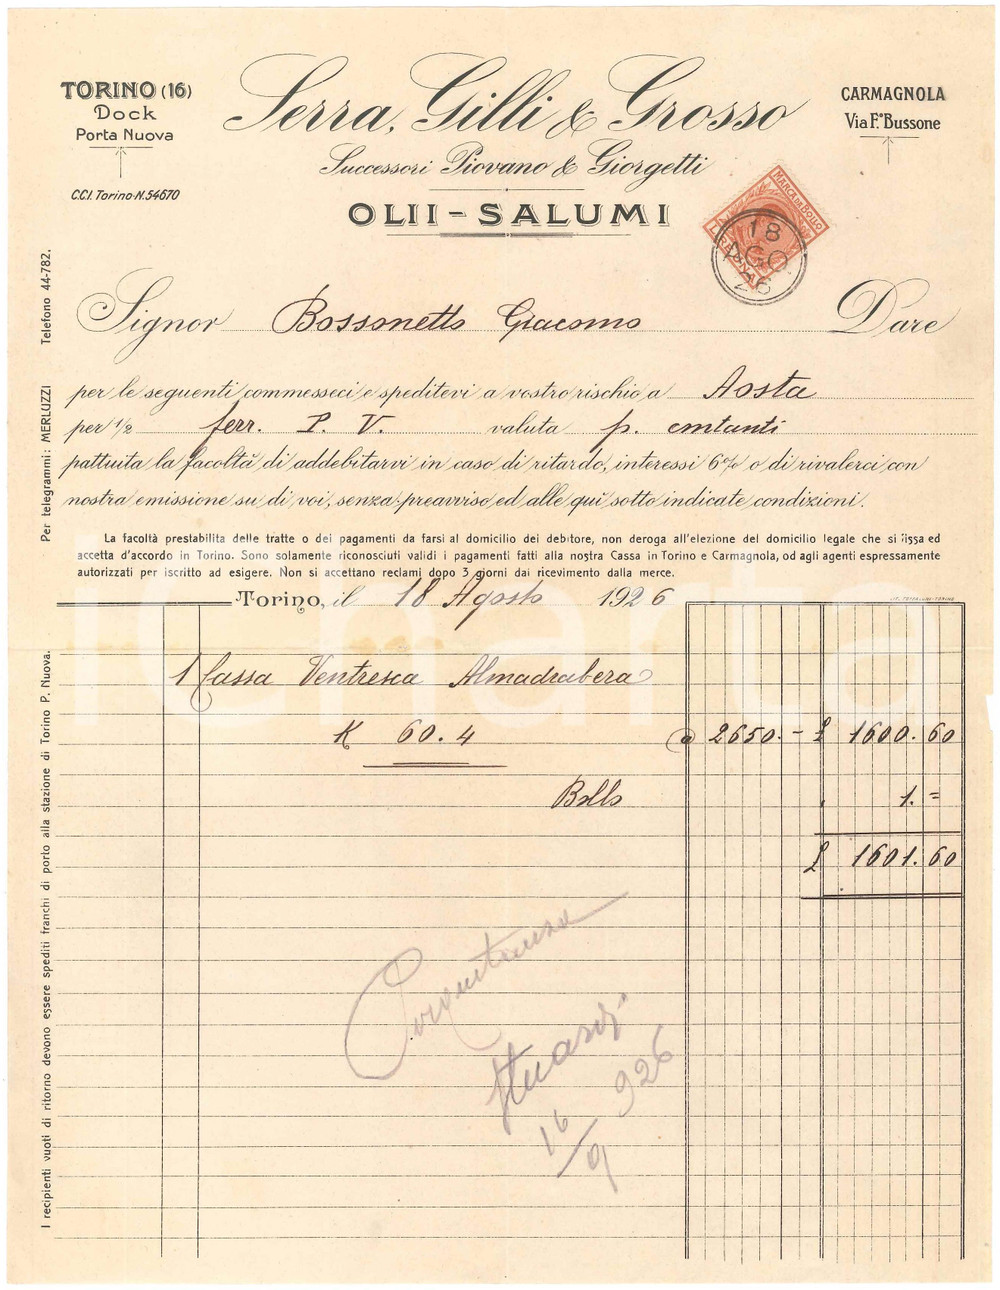 TORINO (16)
Dock
Porta Nuova
C.C.I. Torino-N.54670
Serra, Gilli & Grosso
Successori Piovano & Giorgetti
OLII - SALUMI
CARMAGNOLA
Via F.co Bussone
MARCA DA BOLLO
18
AGO
26
Telefono 44-782.
Per telegrammi: MERLUZZI
I recipienti vuoti di ritorno devono essere spediti franchi di porto alla stazione di Torino P. Nuova.
Signor Bossonetto Giacomo Dare
per le seguenti commesseci e speditevi a vostro rischio a Aosta
per 1/2 ferr. P. V. valuta p. contanti
pattuita la facoltà di addebitarvi in caso di ritardo, interessi 6% o di rivalerci con
nostra emissione su di voi, senza preavviso ed alle qui sotto indicate condizioni.
La facoltà prestabilita delle tratte o dei pagamenti da farsi al domicilio dei debitore, non deroga all'elezione del domicilio legale che si fissa ed
accetta d'accordo in Torino. Sono solamente riconosciuti validi i pagamenti fatti alla nostra Cassa in Torino e Carmagnola, od agli agenti espressamente
autorizzati per iscritto ad esigere. Non si accettano reclami dopo 3 giorni dal ricevimento dalla merce.
Torino, il 18 Agosto 1926
1 Cassa Ventresca Almadrabera
K 60.4 @ 2650.- £ 1600.60
Bollo 1.=
£ 1601.60
16/9 926
iCharta